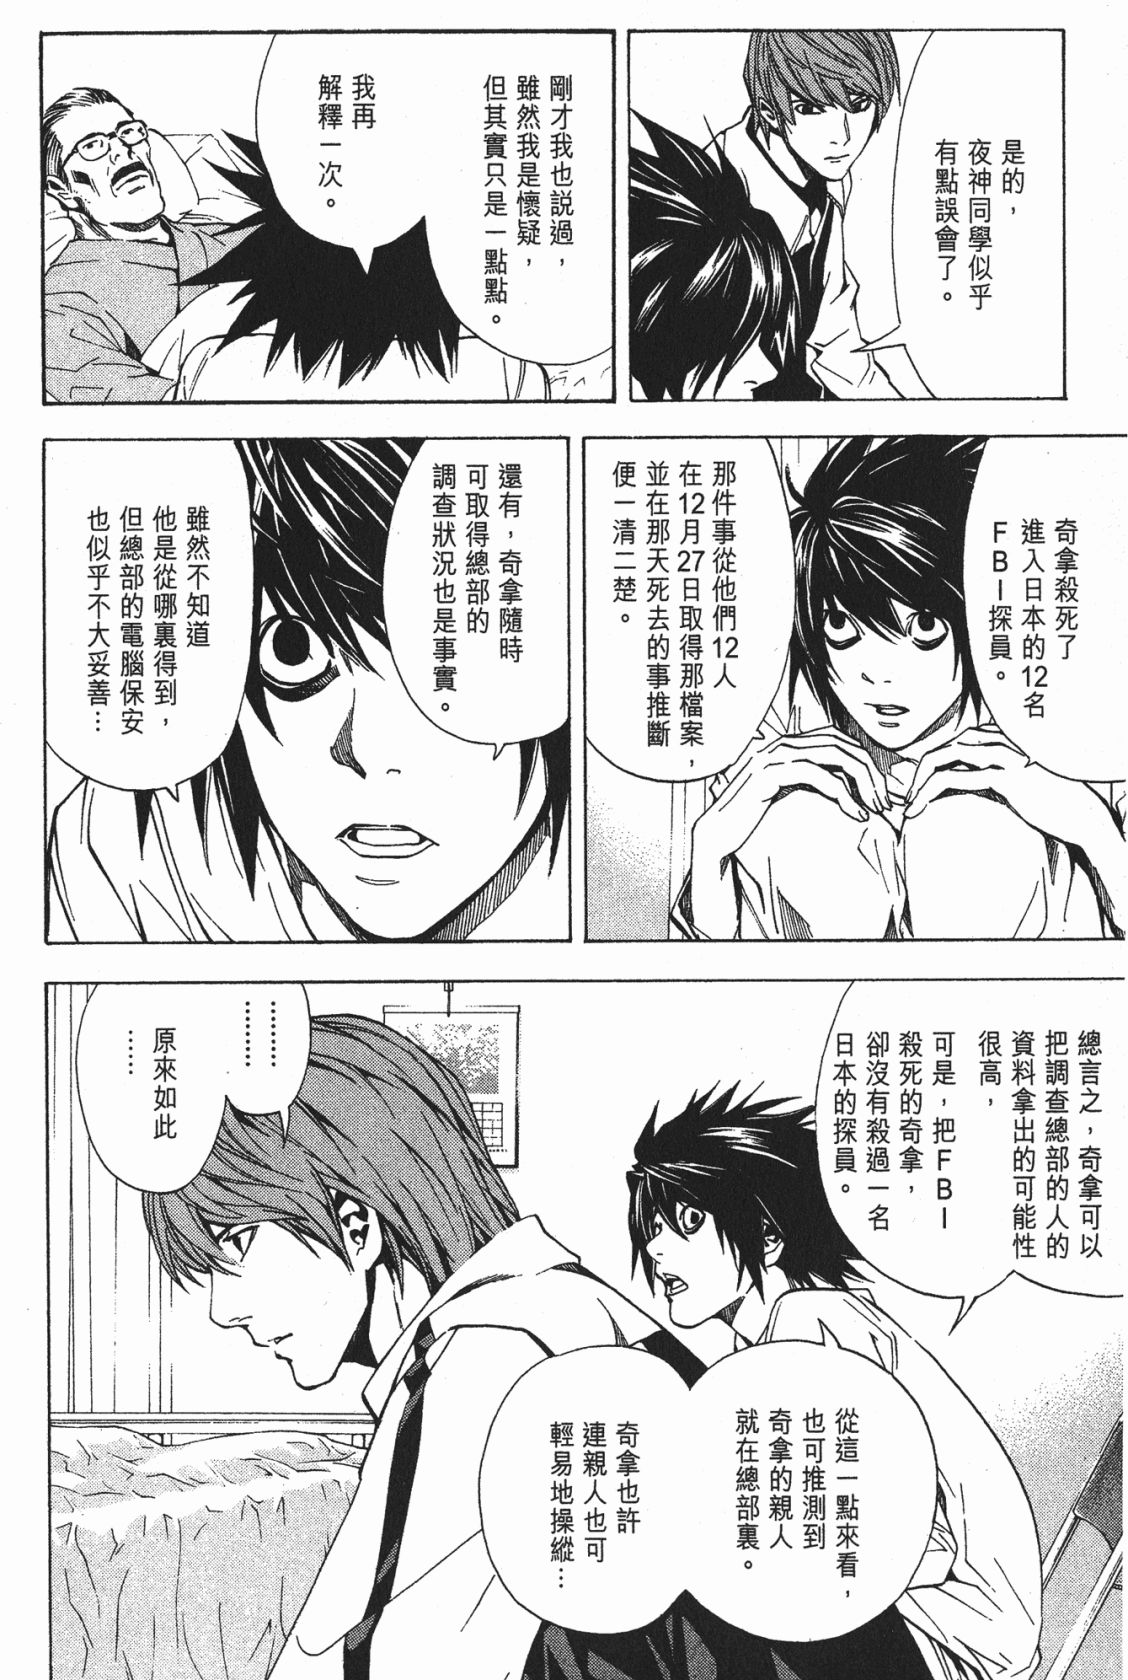 是的，
夜神同學似乎
有點誤會了。
剛才我也説過，
雖然我是懷疑，
但其實只是一點點。
我再
解釋一次。
奇拿殺死了
進入日本的12名
FBI探員。
那件事從他們12人
在12月27日取得那檔案，
並在那天死去的事推斷
便一清二楚。
還有，奇拿隨時
可取得總部的
調查狀況也是事實。
雖然不知道
他是從哪裏得到，
但總部的電腦保安
也似乎不大妥善…
總言之，奇拿可以
把調查總部的人的
資料拿出的可能性
很高，
可是，把FBI
殺死的奇拿，
卻沒有殺過一名
日本的探員。
從這一點來看，
也可推測到
奇拿的親人
就在總部裏。
奇拿也許
連親人也可
輕易地操縱…
………
………
原來如此
……